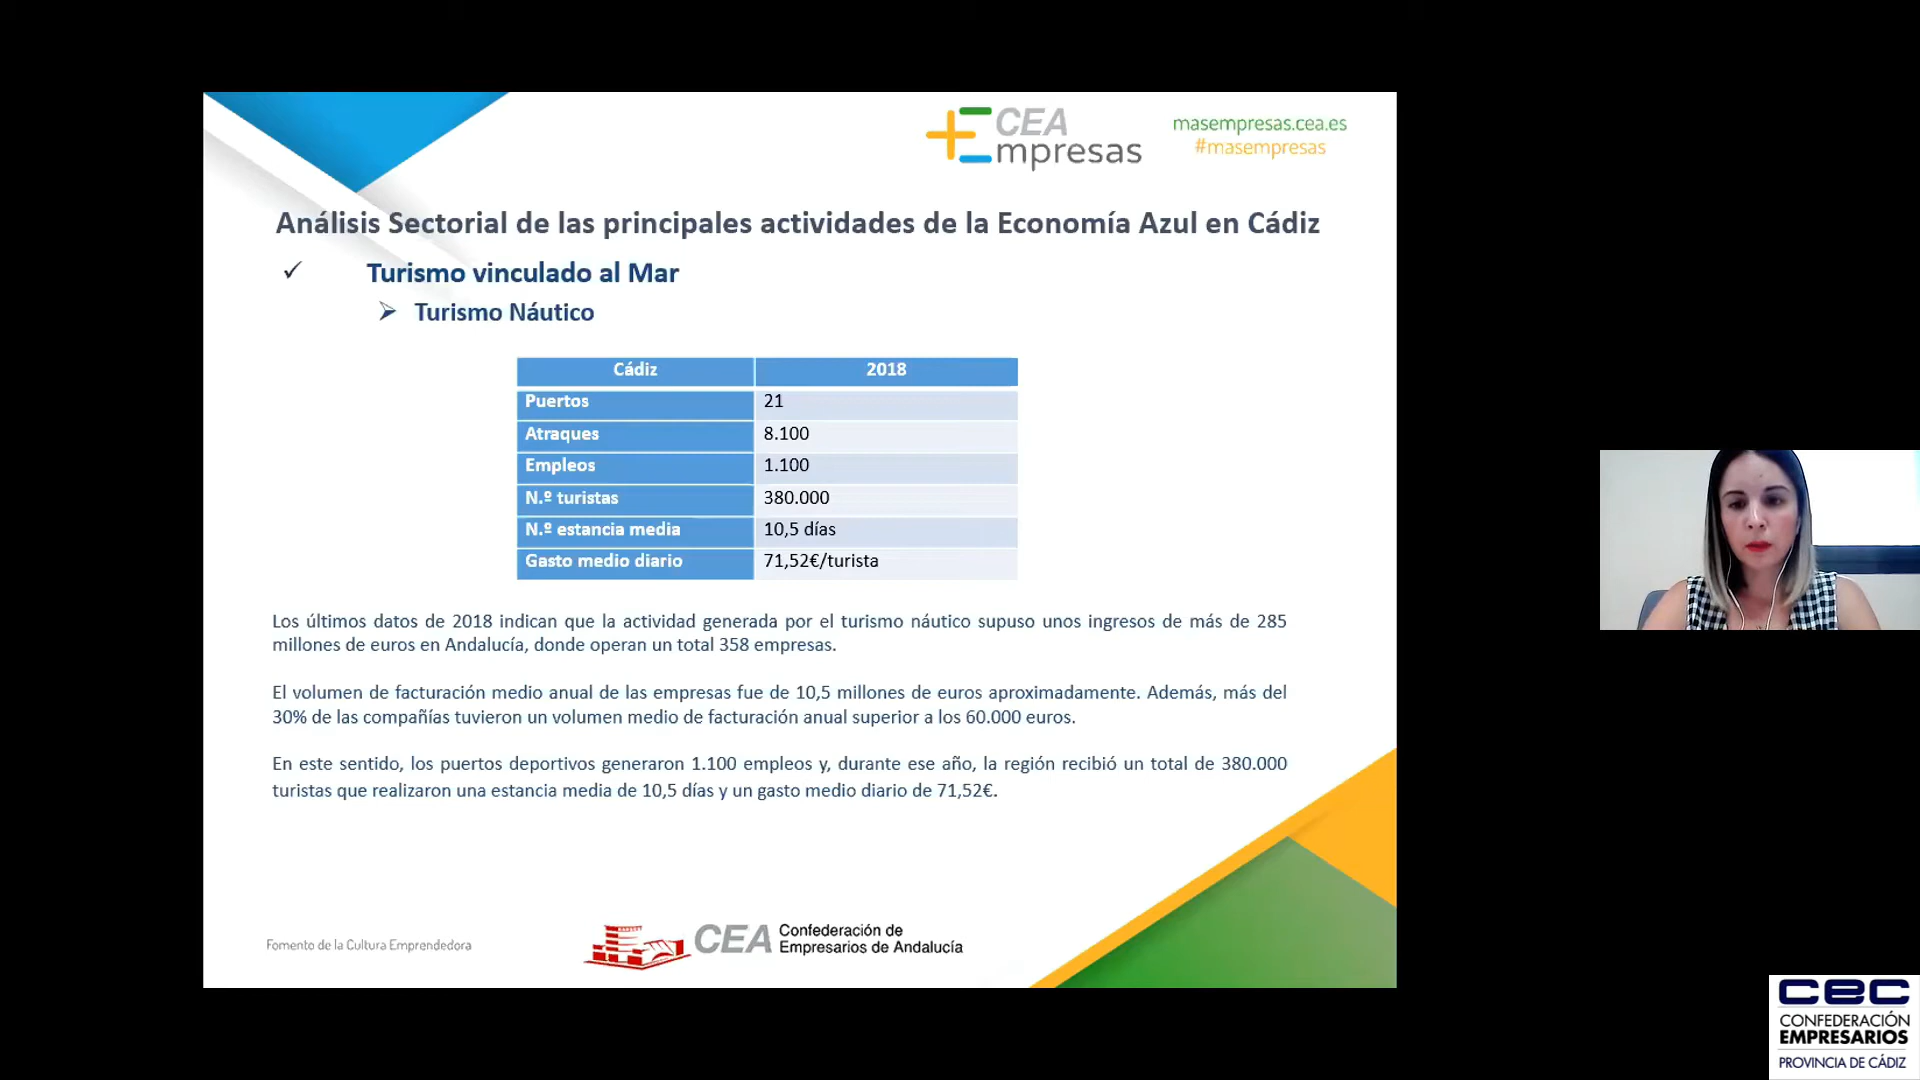 CEA
Empresas
masempresas.cea.es
#masempresas
Análisis Sectorial de las principales actividades de la Economía Azul en Cádiz
Turismo vinculado al Mar
Turismo Náutico
Cádiz 2018
Puertos 21
Atraques 8.100
Empleos 1.100
N.º turistas 380.000
N.º estancia media 10,5 días
Gasto medio diario 71,52€/turista
Los últimos datos de 2018 indican que la actividad generada por el turismo náutico supuso unos ingresos de más de 285
millones de euros en Andalucía, donde operan un total 358 empresas.
El volumen de facturación medio anual de las empresas fue de 10,5 millones de euros aproximadamente. Además, más del
30% de las compañías tuvieron un volumen medio de facturación anual superior a los 60.000 euros.
En este sentido, los puertos deportivos generaron 1.100 empleos y, durante ese año, la región recibió un total de 380.000
turistas que realizaron una estancia media de 10,5 días y un gasto medio diario de 71,52€.
Fomento de la Cultura Emprendedora
CEA Confederación de
Empresarios de Andalucía
cec
CONFEDERACIÓN
EMPRESARIOS
PROVINCIA DE CÁDIZ